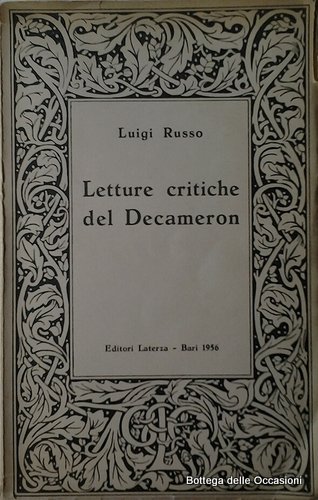 Luigi Russo
Letture critiche
del Decameron
Editori Laterza - Bari 1956
Bottega delle Occasioni